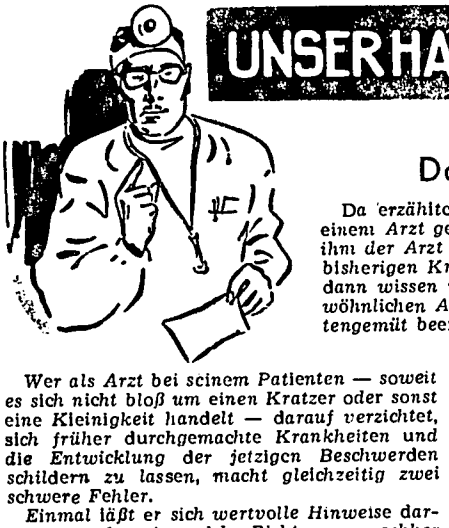 UNSER HA
Da
Da erzählte
einem Arzt ge
ihm der Arzt
bisherigen Kr
dann wissen
wöhnlichen A
tengemüt bee
Wer als Arzt bei seinem Patienten — soweit
es sich nicht bloß um einen Kratzer oder sonst
eine Kleinigkeit handelt — darauf verzichtet,
sich früher durchgemachte Krankheiten und
die Entwicklung der jetzigen Beschwerden
schildern zu lassen, macht gleichzeitig zwei
schwere Fehler.
Einmal läßt er sich wertvolle Hinweise dar-